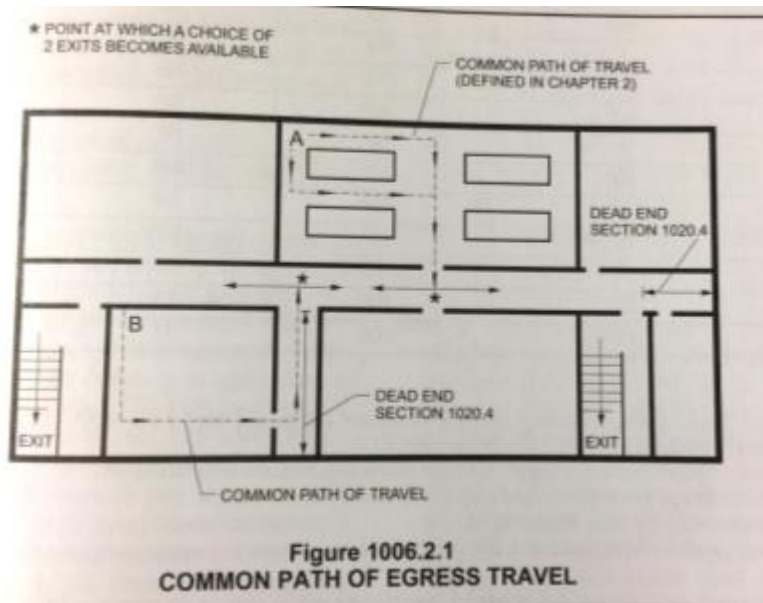 * POINT AT WHICH A CHOICE OF
2 EXITS BECOMES AVAILABLE
COMMON PATH OF TRAVEL
(DEFINED IN CHAPTER 2)
A
DEAD END
SECTION 1020.4
*
*
B
DEAD END
SECTION 1020.4
EXIT
EXIT
COMMON PATH OF TRAVEL
Figure 1006.2.1
COMMON PATH OF EGRESS TRAVEL